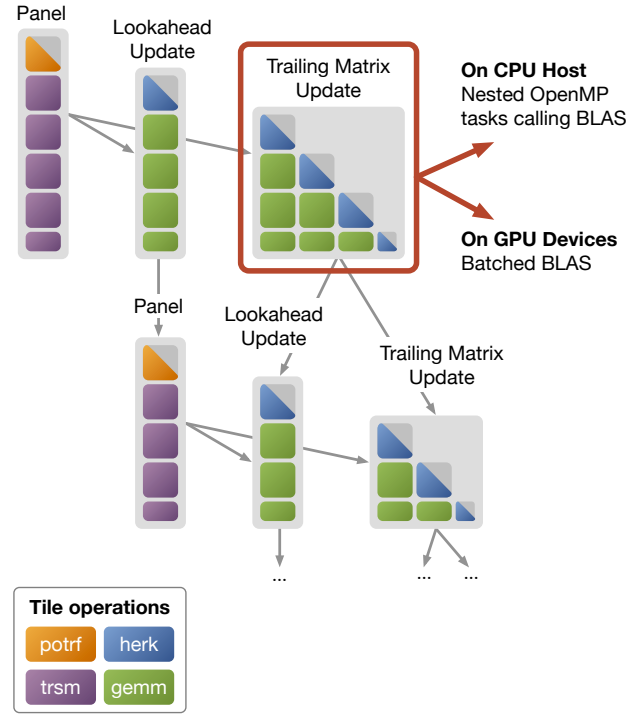 Panel
Lookahead
Update
Trailing Matrix
Update
On CPU Host
Nested OpenMP
tasks calling BLAS
On GPU Devices
Batched BLAS
Panel
Lookahead
Update
Trailing Matrix
Update
...
...
...
Tile operations
potrf
herk
trsm
gemm